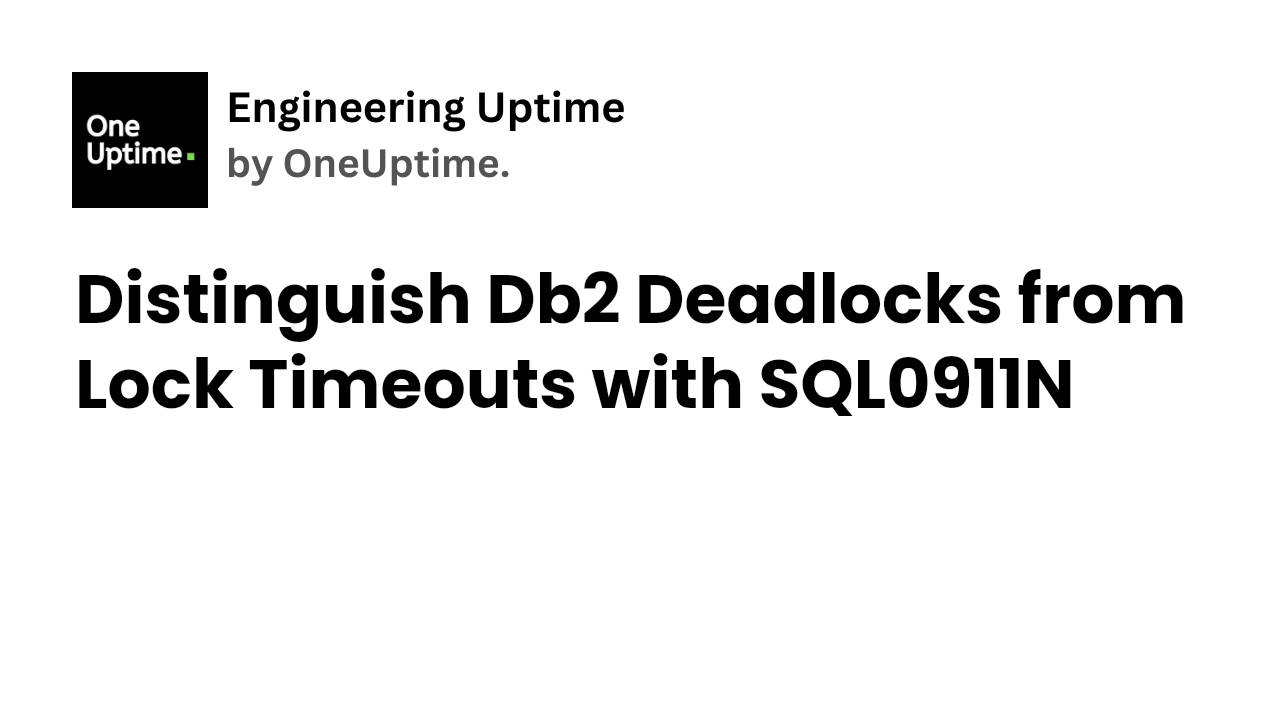 One
Uptime.
Engineering Uptime
by OneUptime.
Distinguish Db2 Deadlocks from
Lock Timeouts with SQL0911N